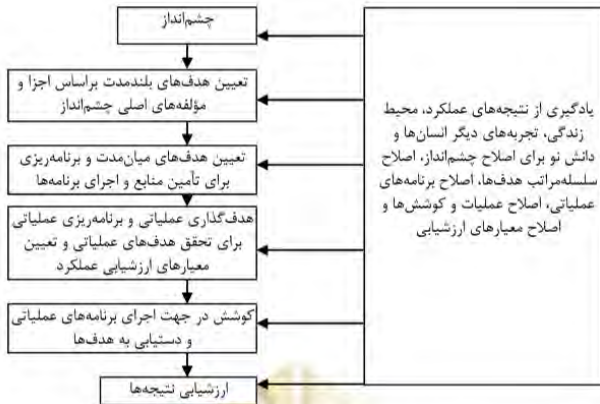 چشم‌انداز
تعیین هدف‌های بلندمدت براساس اجزا و
مؤلفه‌های اصلی چشم‌انداز
تعیین هدف‌های میان‌مدت و برنامه‌ریزی
برای تأمین منابع و اجرای برنامه‌ها
هدف‌گذاری عملیاتی و برنامه‌ریزی عملیاتی
برای تحقق هدف‌های عملیاتی و تعیین
معیارهای ارزشیابی عملکرد
کوشش در جهت اجرای برنامه‌های عملیاتی
و دستیابی به هدف‌ها
ارزشیابی نتیجه‌ها
یادگیری از نتیجه‌های عملکرد، محیط
زندگی، تجربه‌های دیگر انسان‌ها و
دانش نو برای اصلاح چشم‌انداز، اصلاح
سلسله‌مراتب هدف‌ها، اصلاح برنامه‌های
عملیاتی، اصلاح عملیات و کوشش‌ها و
اصلاح معیارهای ارزشیابی